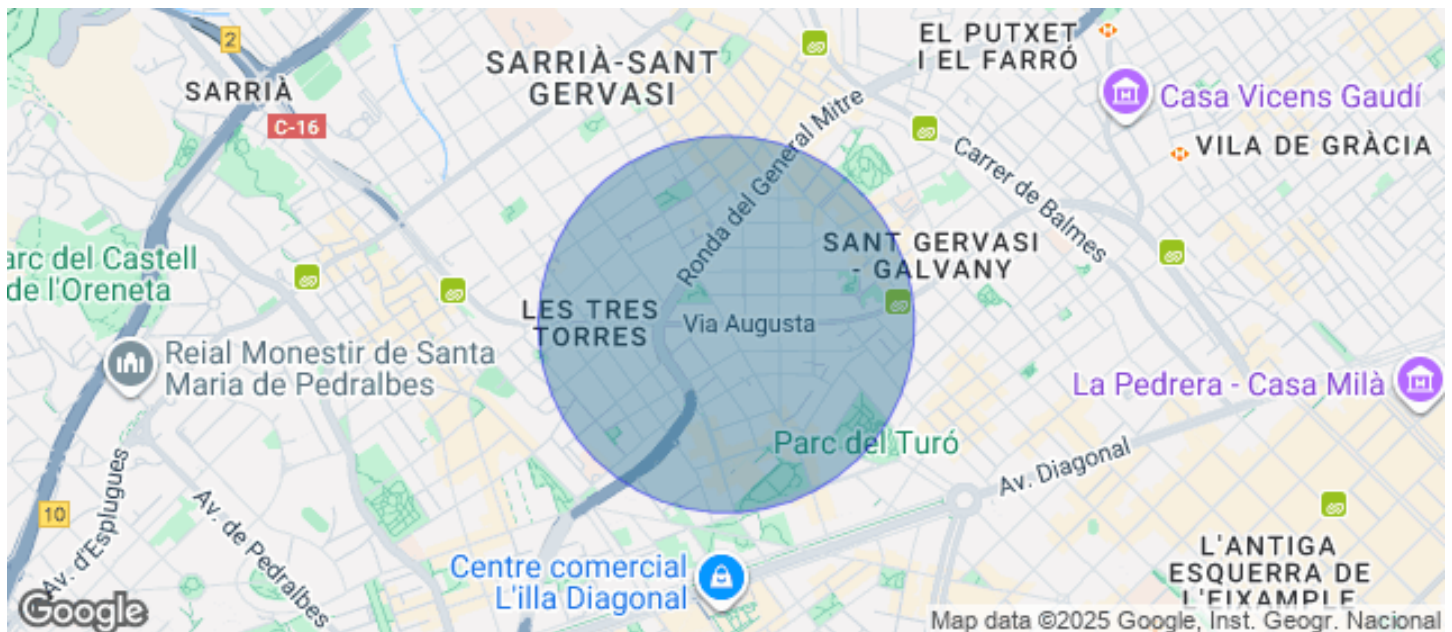 EL PUTXET
I EL FARRÓ
2
SARRIÀ-SANT
GERVASI
SARRIÀ
Casa Vicens Gaudí
C-16
Ronda del General Mitre
VILA DE GRÀCIA
Carrer de Balmes
arc del Castell
de l'Oreneta
SANT GERVASI
- GALVANY
LES TRES
TORRES
Via Augusta
Reial Monestir de Santa
Maria de Pedralbes
La Pedrera - Casa Milà
Parc del Turó
Av. Diagonal
10
Av. d'Esplugues
Av. de Pedralbes
L'ANTIGA
ESQUERRA DE
L'EIXAMPLE
Centre comercial
L'illa Diagonal
Google
Map data ©2025 Google, Inst. Geogr. Nacional